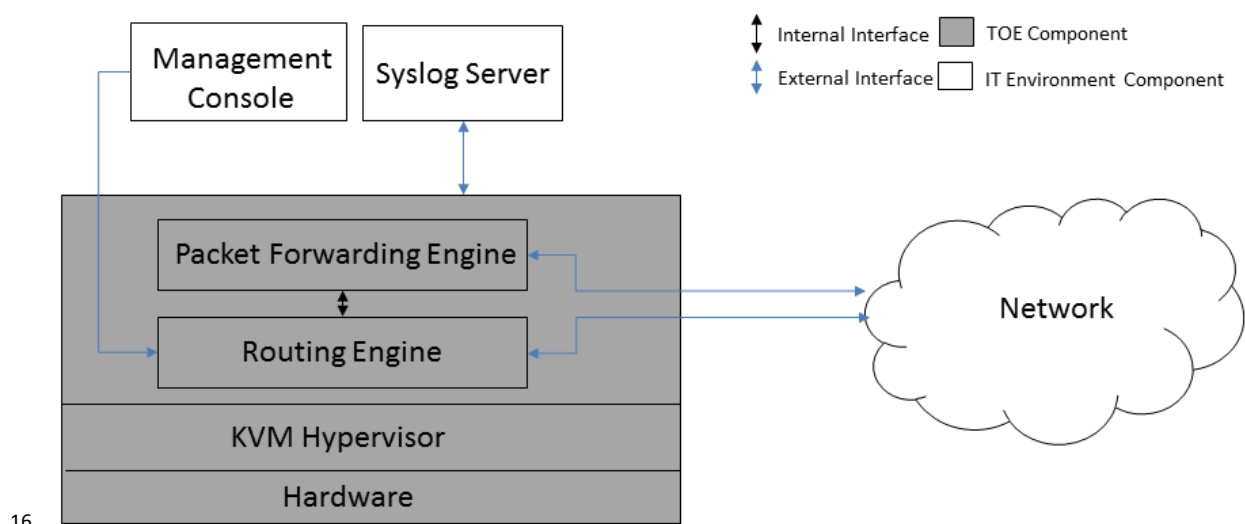 Management
Console
Syslog Server
Internal Interface
TOE Component
External Interface
IT Environment Component
Packet Forwarding Engine
Routing Engine
Network
KVM Hypervisor
Hardware
16